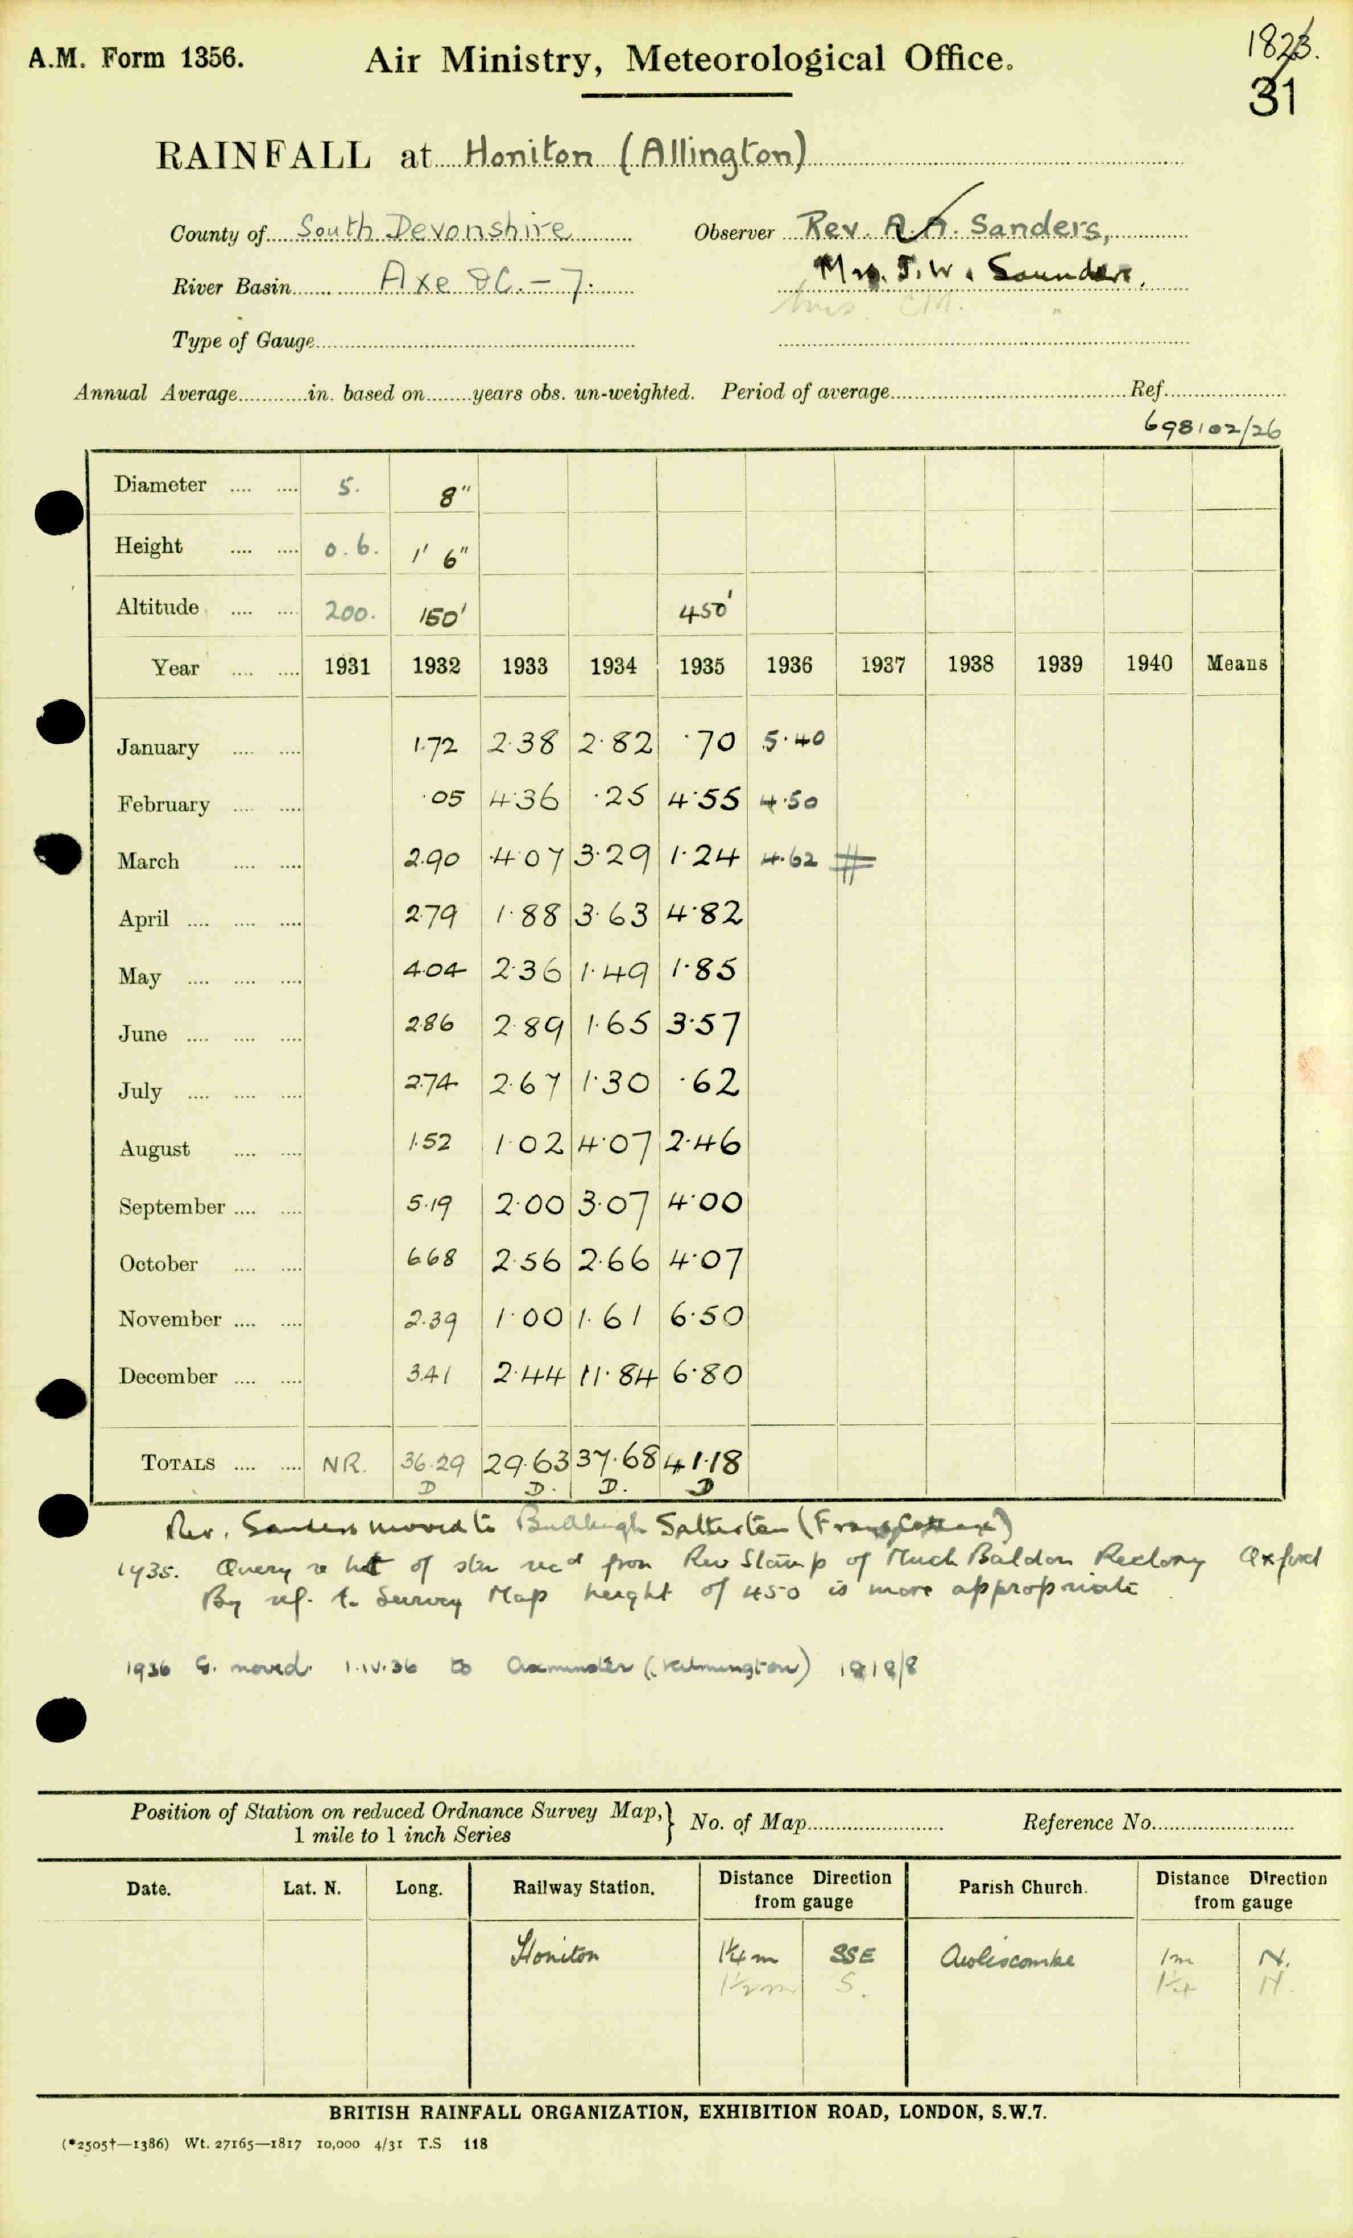 1823.
A.M. Form 1356. Air Ministry, Meteorological Office.
31
RAINFALL at Honiton (Allington)
County of South Devonshire Observer Rev. A. A. Sanders,
River Basin Axe &C. – 7. Mrs. J. W. Saunders.
Type of Gauge
Annual Average in. based on years obs. un-weighted. Period of average Ref.
698102/26
Diameter 5. 8"
Height 0.6. 1' 6"
Altitude 200. 150' 450'
Year 1931 1932 1933 1934 1935 1936 1937 1938 1939 1940 Means
January 1.72 2.38 2.82 .70 5.40
February .05 4.36 .25 4.55 4.50
March 2.90 4.07 3.29 1.24 4.62
April 2.79 1.88 3.63 4.82
May 4.04 2.36 1.49 1.85
June 2.86 2.89 1.65 3.57
July 2.74 2.67 1.30 .62
August 1.52 1.02 4.07 2.46
September 5.19 2.00 3.07 4.00
October 6.68 2.56 2.66 4.07
November 2.39 1.00 1.61 6.50
December 3.41 2.44 11.84 6.80
TOTALS NR. 36.29 29.63 37.68 41.18
D D. D. D
Rev. Sanders moved to Budleigh Salterton
1935. Query re ht of stn rec'd from Rev Stamp of Much Baldon Rectory Oxford
By ref. to Survey Map height of 450 is more appropriate
1936 G. moved 1.IV.36 to Axminster (Kilmington) 1818/8
Position of Station on reduced Ordnance Survey Map, } No. of Map Reference No.
1 mile to 1 inch Series
Date. Lat. N. Long. Railway Station. Distance Direction from gauge Parish Church. Distance Direction from gauge
Honiton 1¼ m SSE Awliscombe 1m N.
1½m S. 1¼ N.
BRITISH RAINFALL ORGANIZATION, EXHIBITION ROAD, LONDON, S.W.7.
(*2505†—1386) Wt. 27165—1817 10,000 4/31 T.S 118